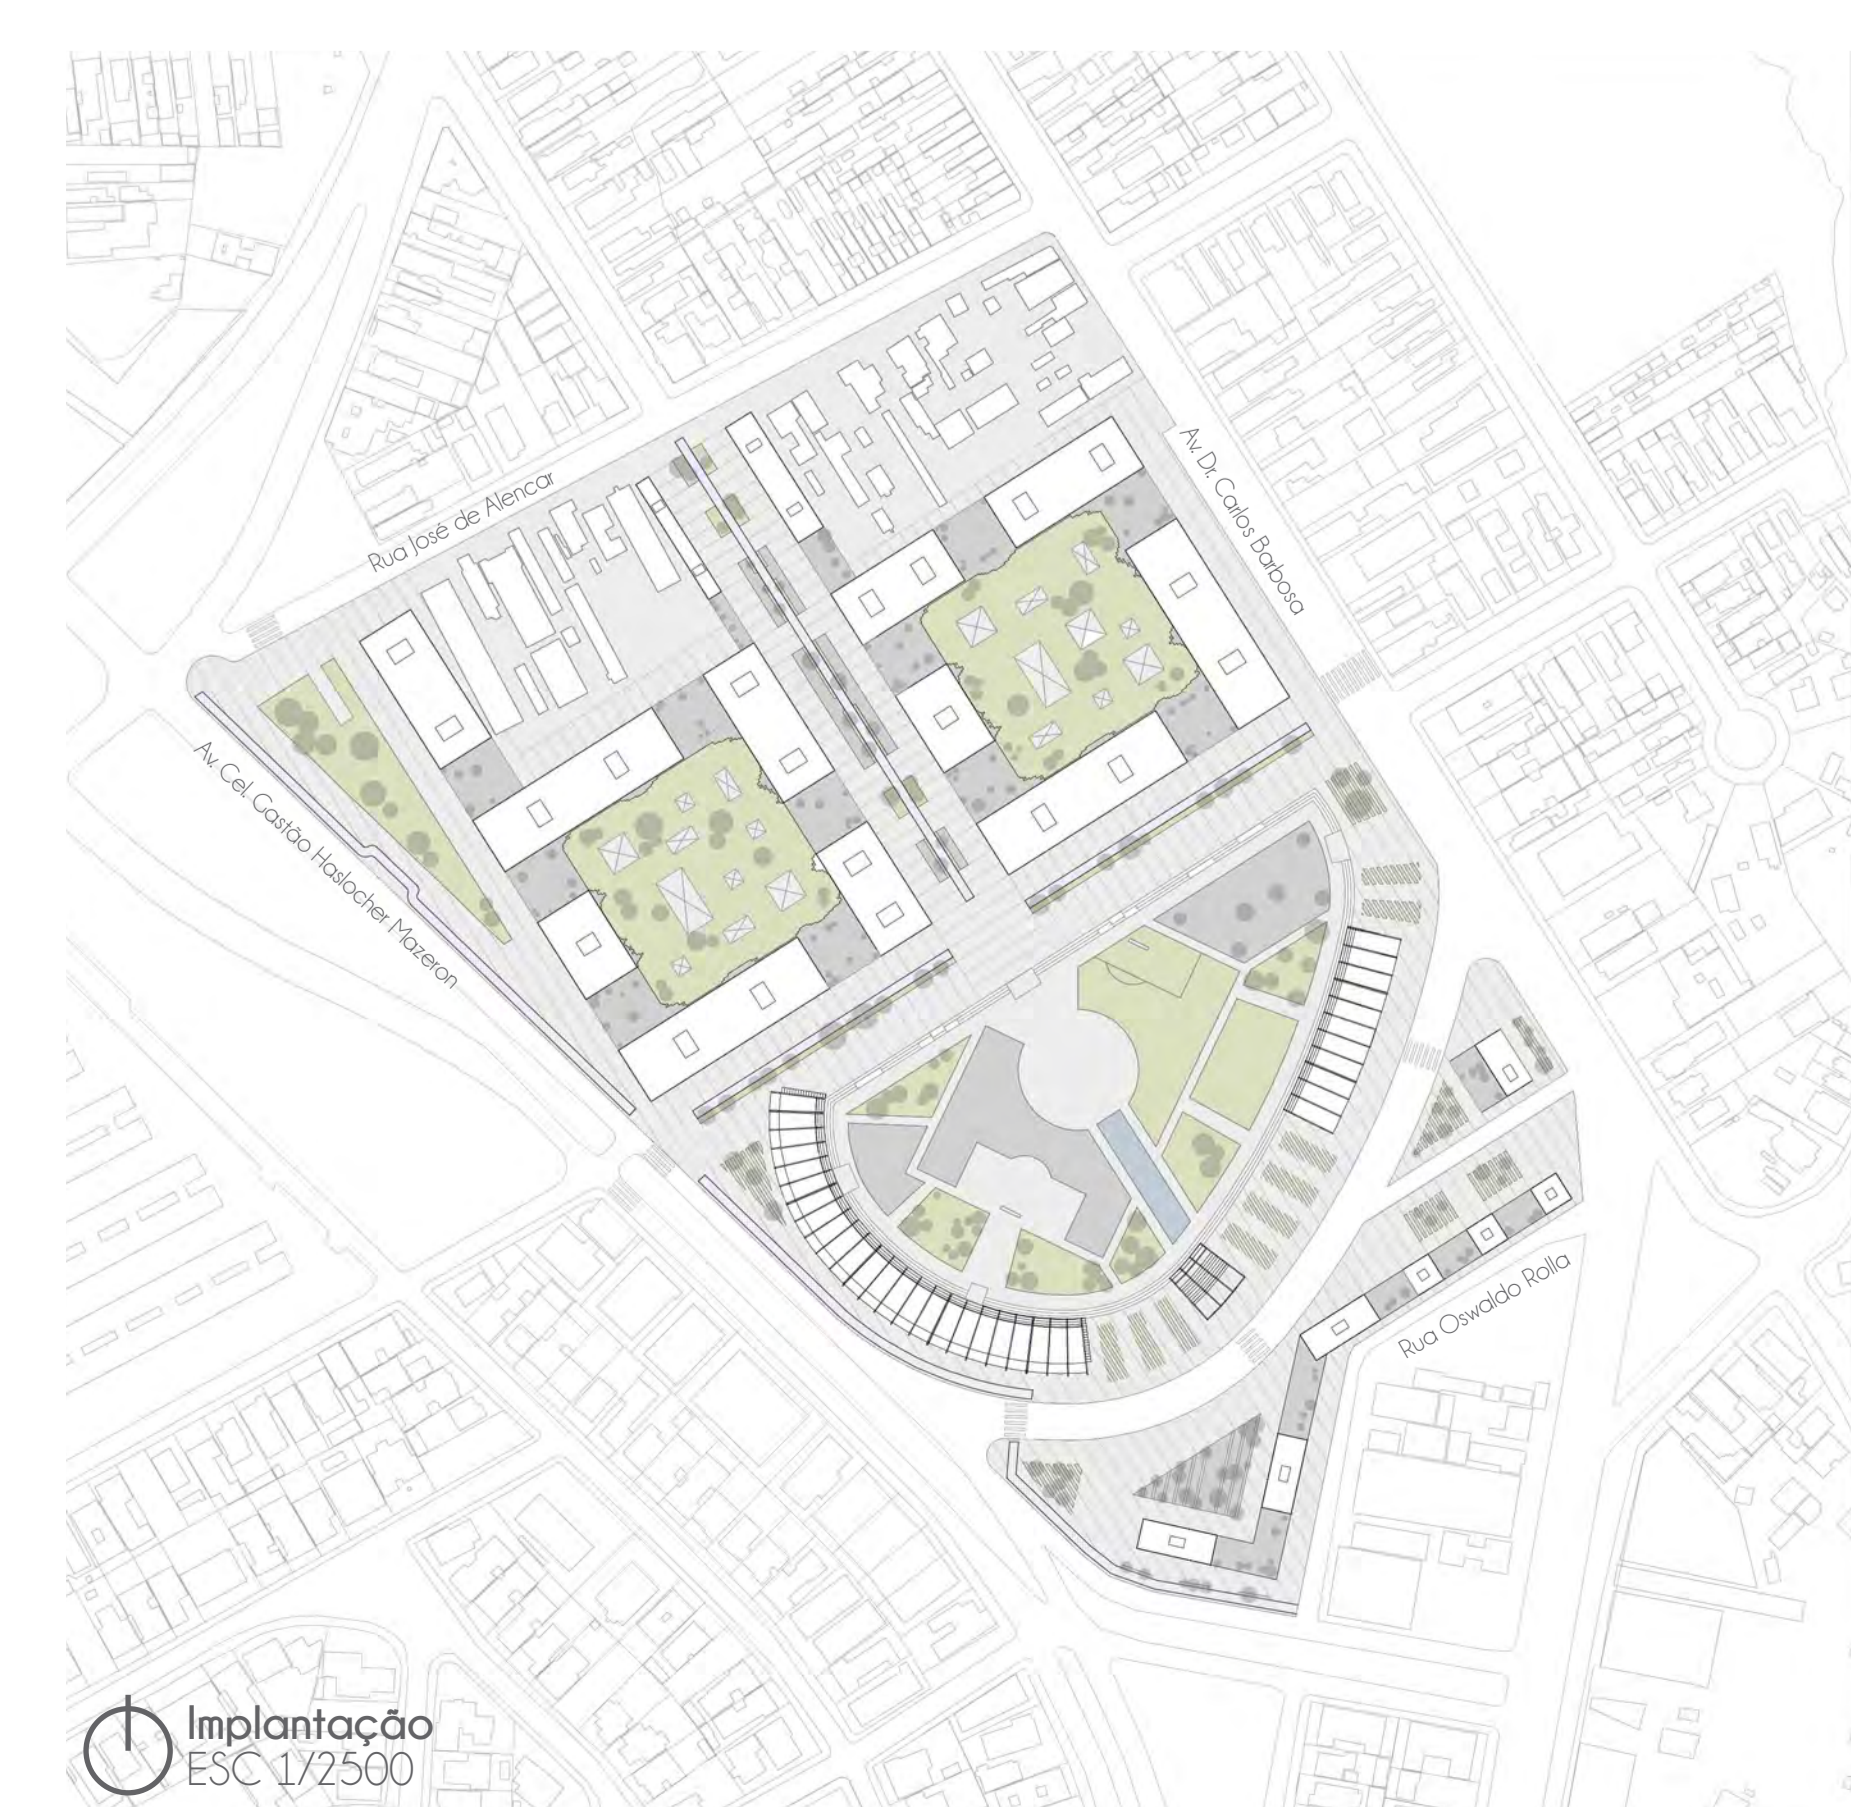 Rua José de Alencar
Av. Dr. Carlos Barbosa
Av. Cel. Gastão Haslocher Mazeron
Rua Oswaldo Rolla
Implantação
ESC 1/2500